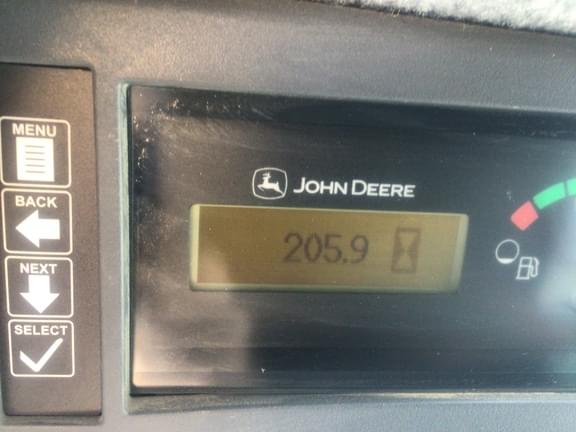 MENU
BACK
NEXT
SELECT
JOHN DEERE
205.9